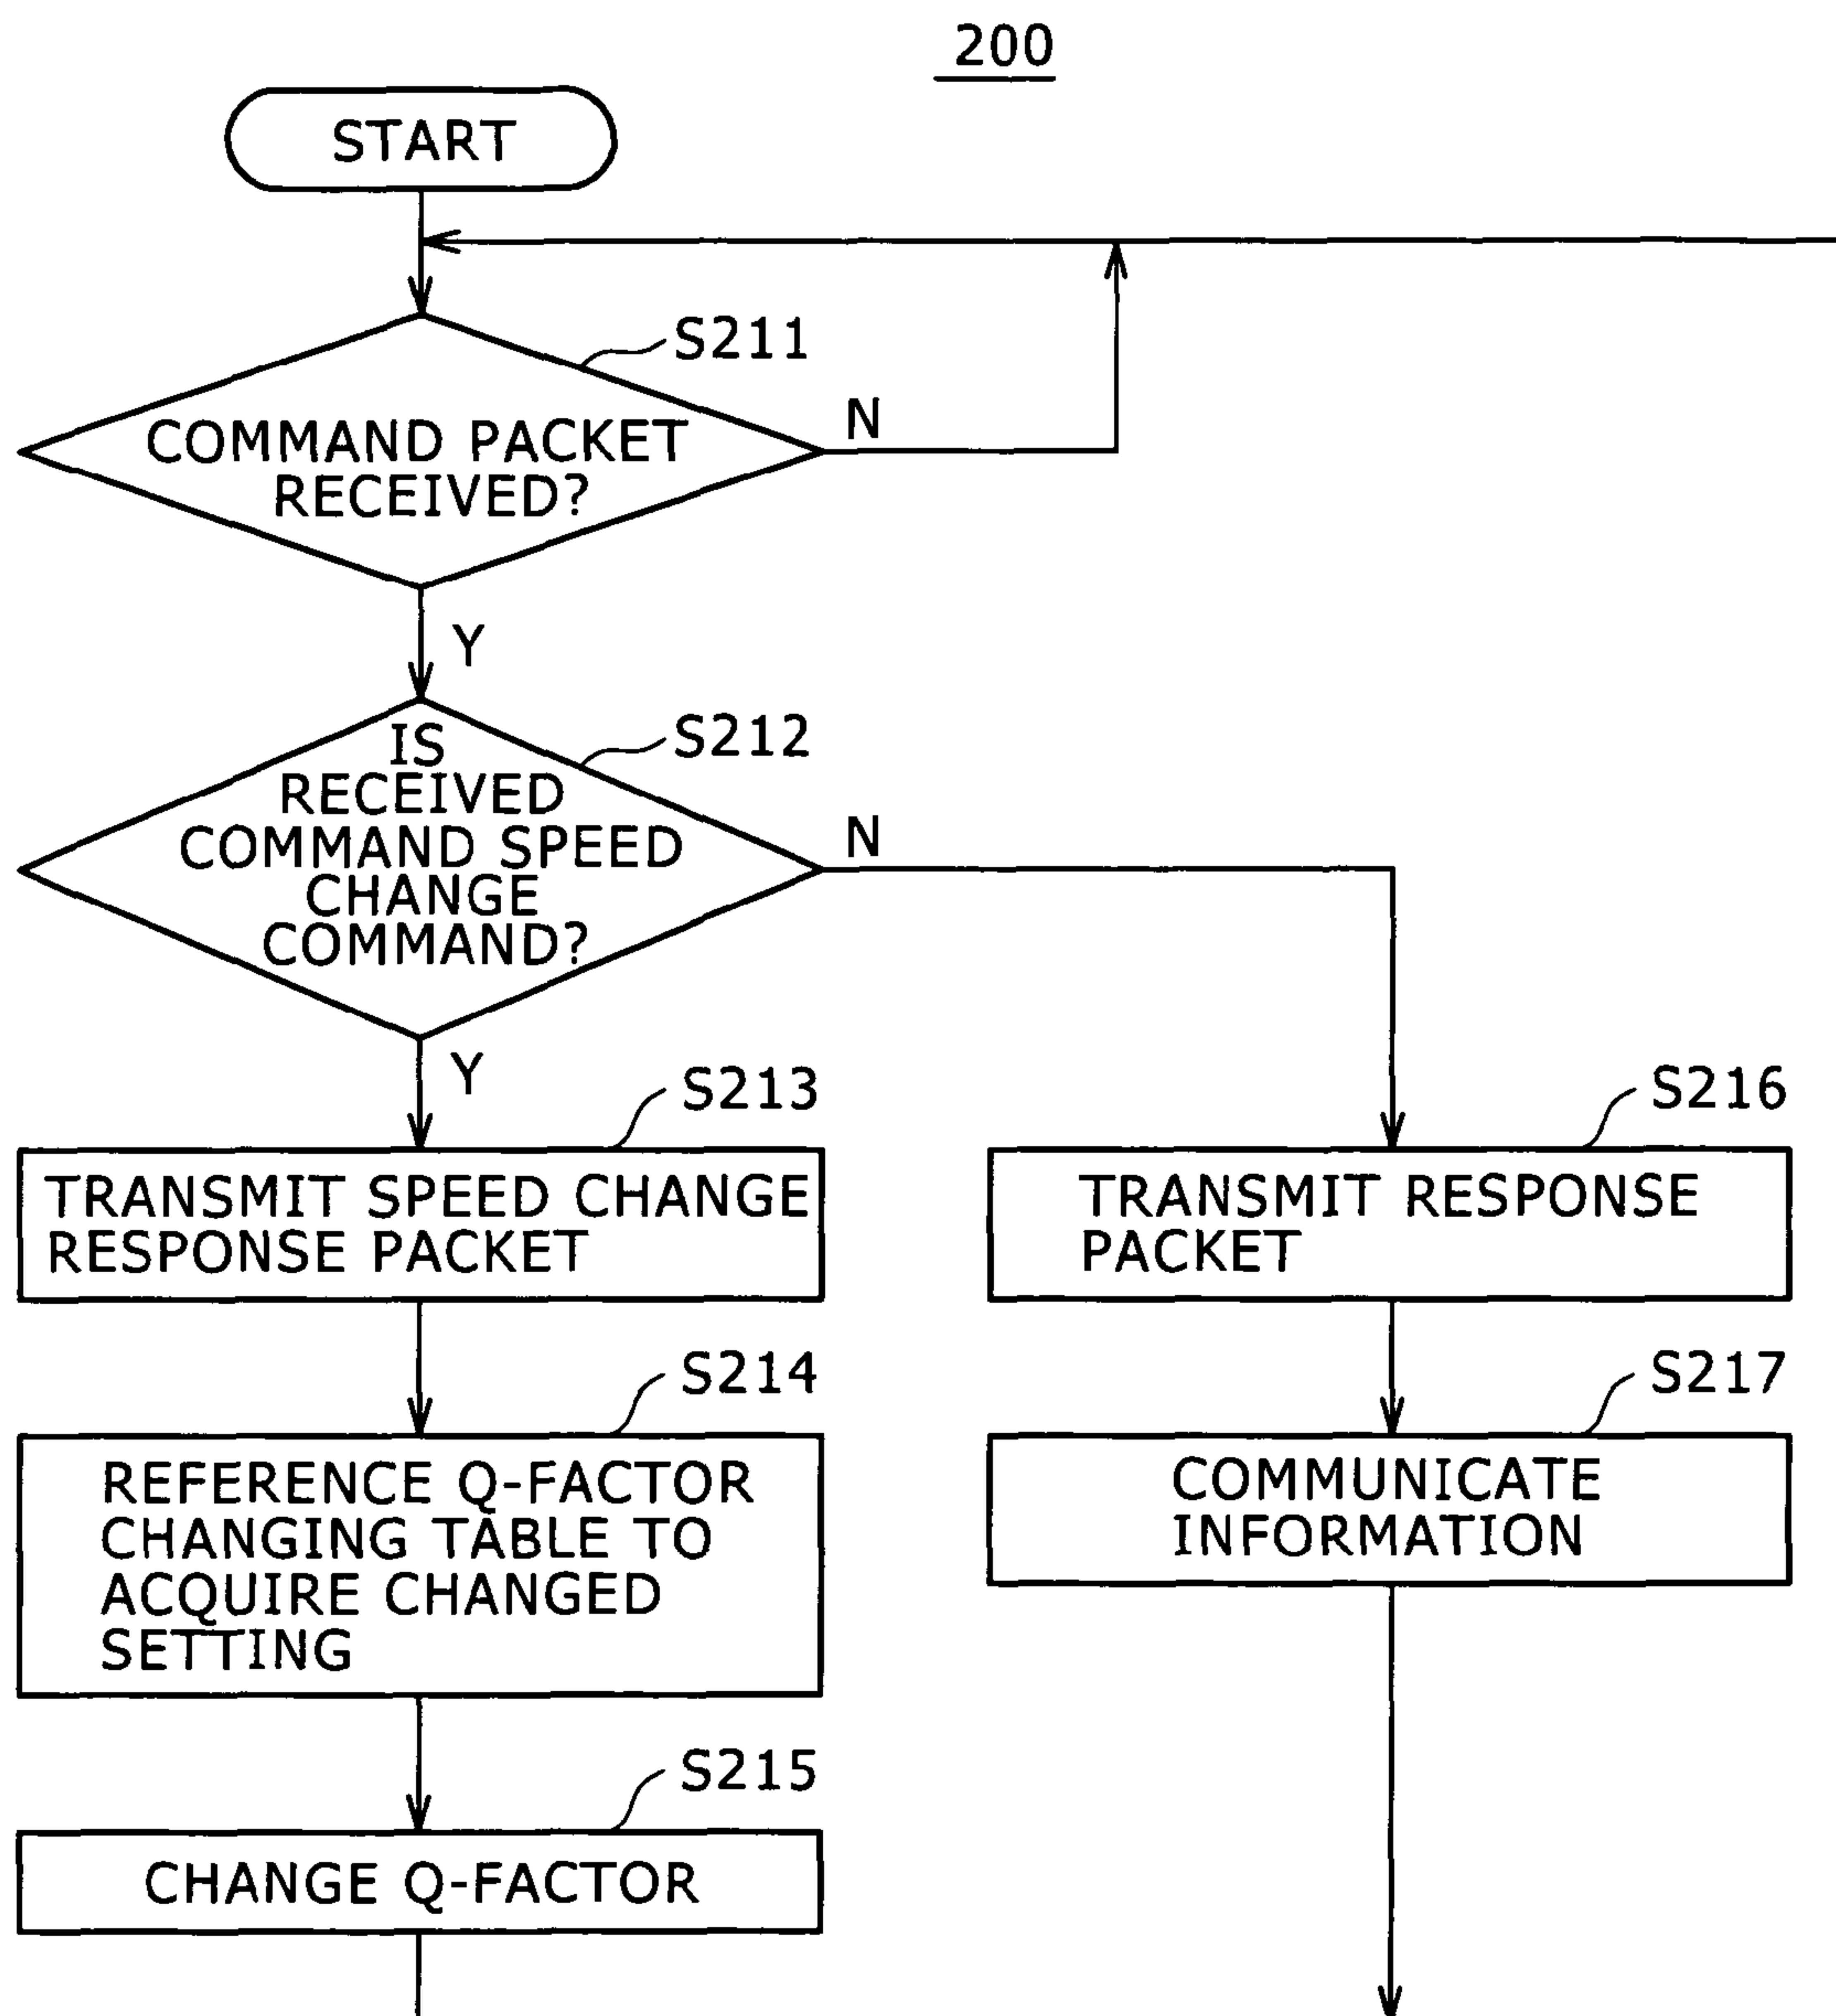 200
START
S211
COMMAND PACKET
RECEIVED?
N
Y
S212
IS
RECEIVED
COMMAND SPEED
CHANGE
COMMAND?
N
Y
S213
TRANSMIT SPEED CHANGE
RESPONSE PACKET
S216
TRANSMIT RESPONSE
PACKET
S214
REFERENCE Q-FACTOR
CHANGING TABLE TO
ACQUIRE CHANGED
SETTING
S217
COMMUNICATE
INFORMATION
S215
CHANGE Q-FACTOR